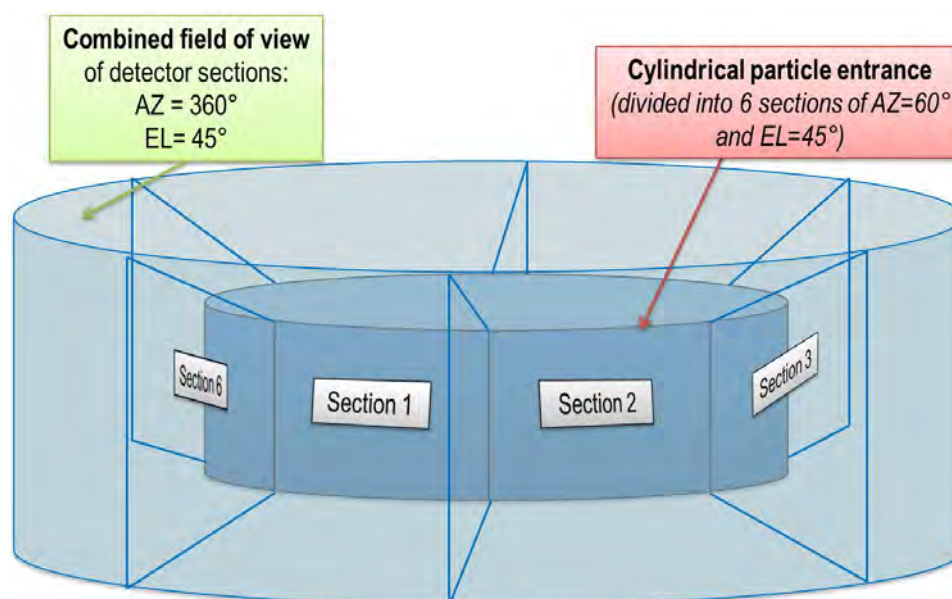 Combined field of view
of detector sections:
AZ = 360°
EL= 45°
Cylindrical particle entrance
(divided into 6 sections of AZ=60°
and EL=45°)
Section 6
Section 1
Section 2
Section 3